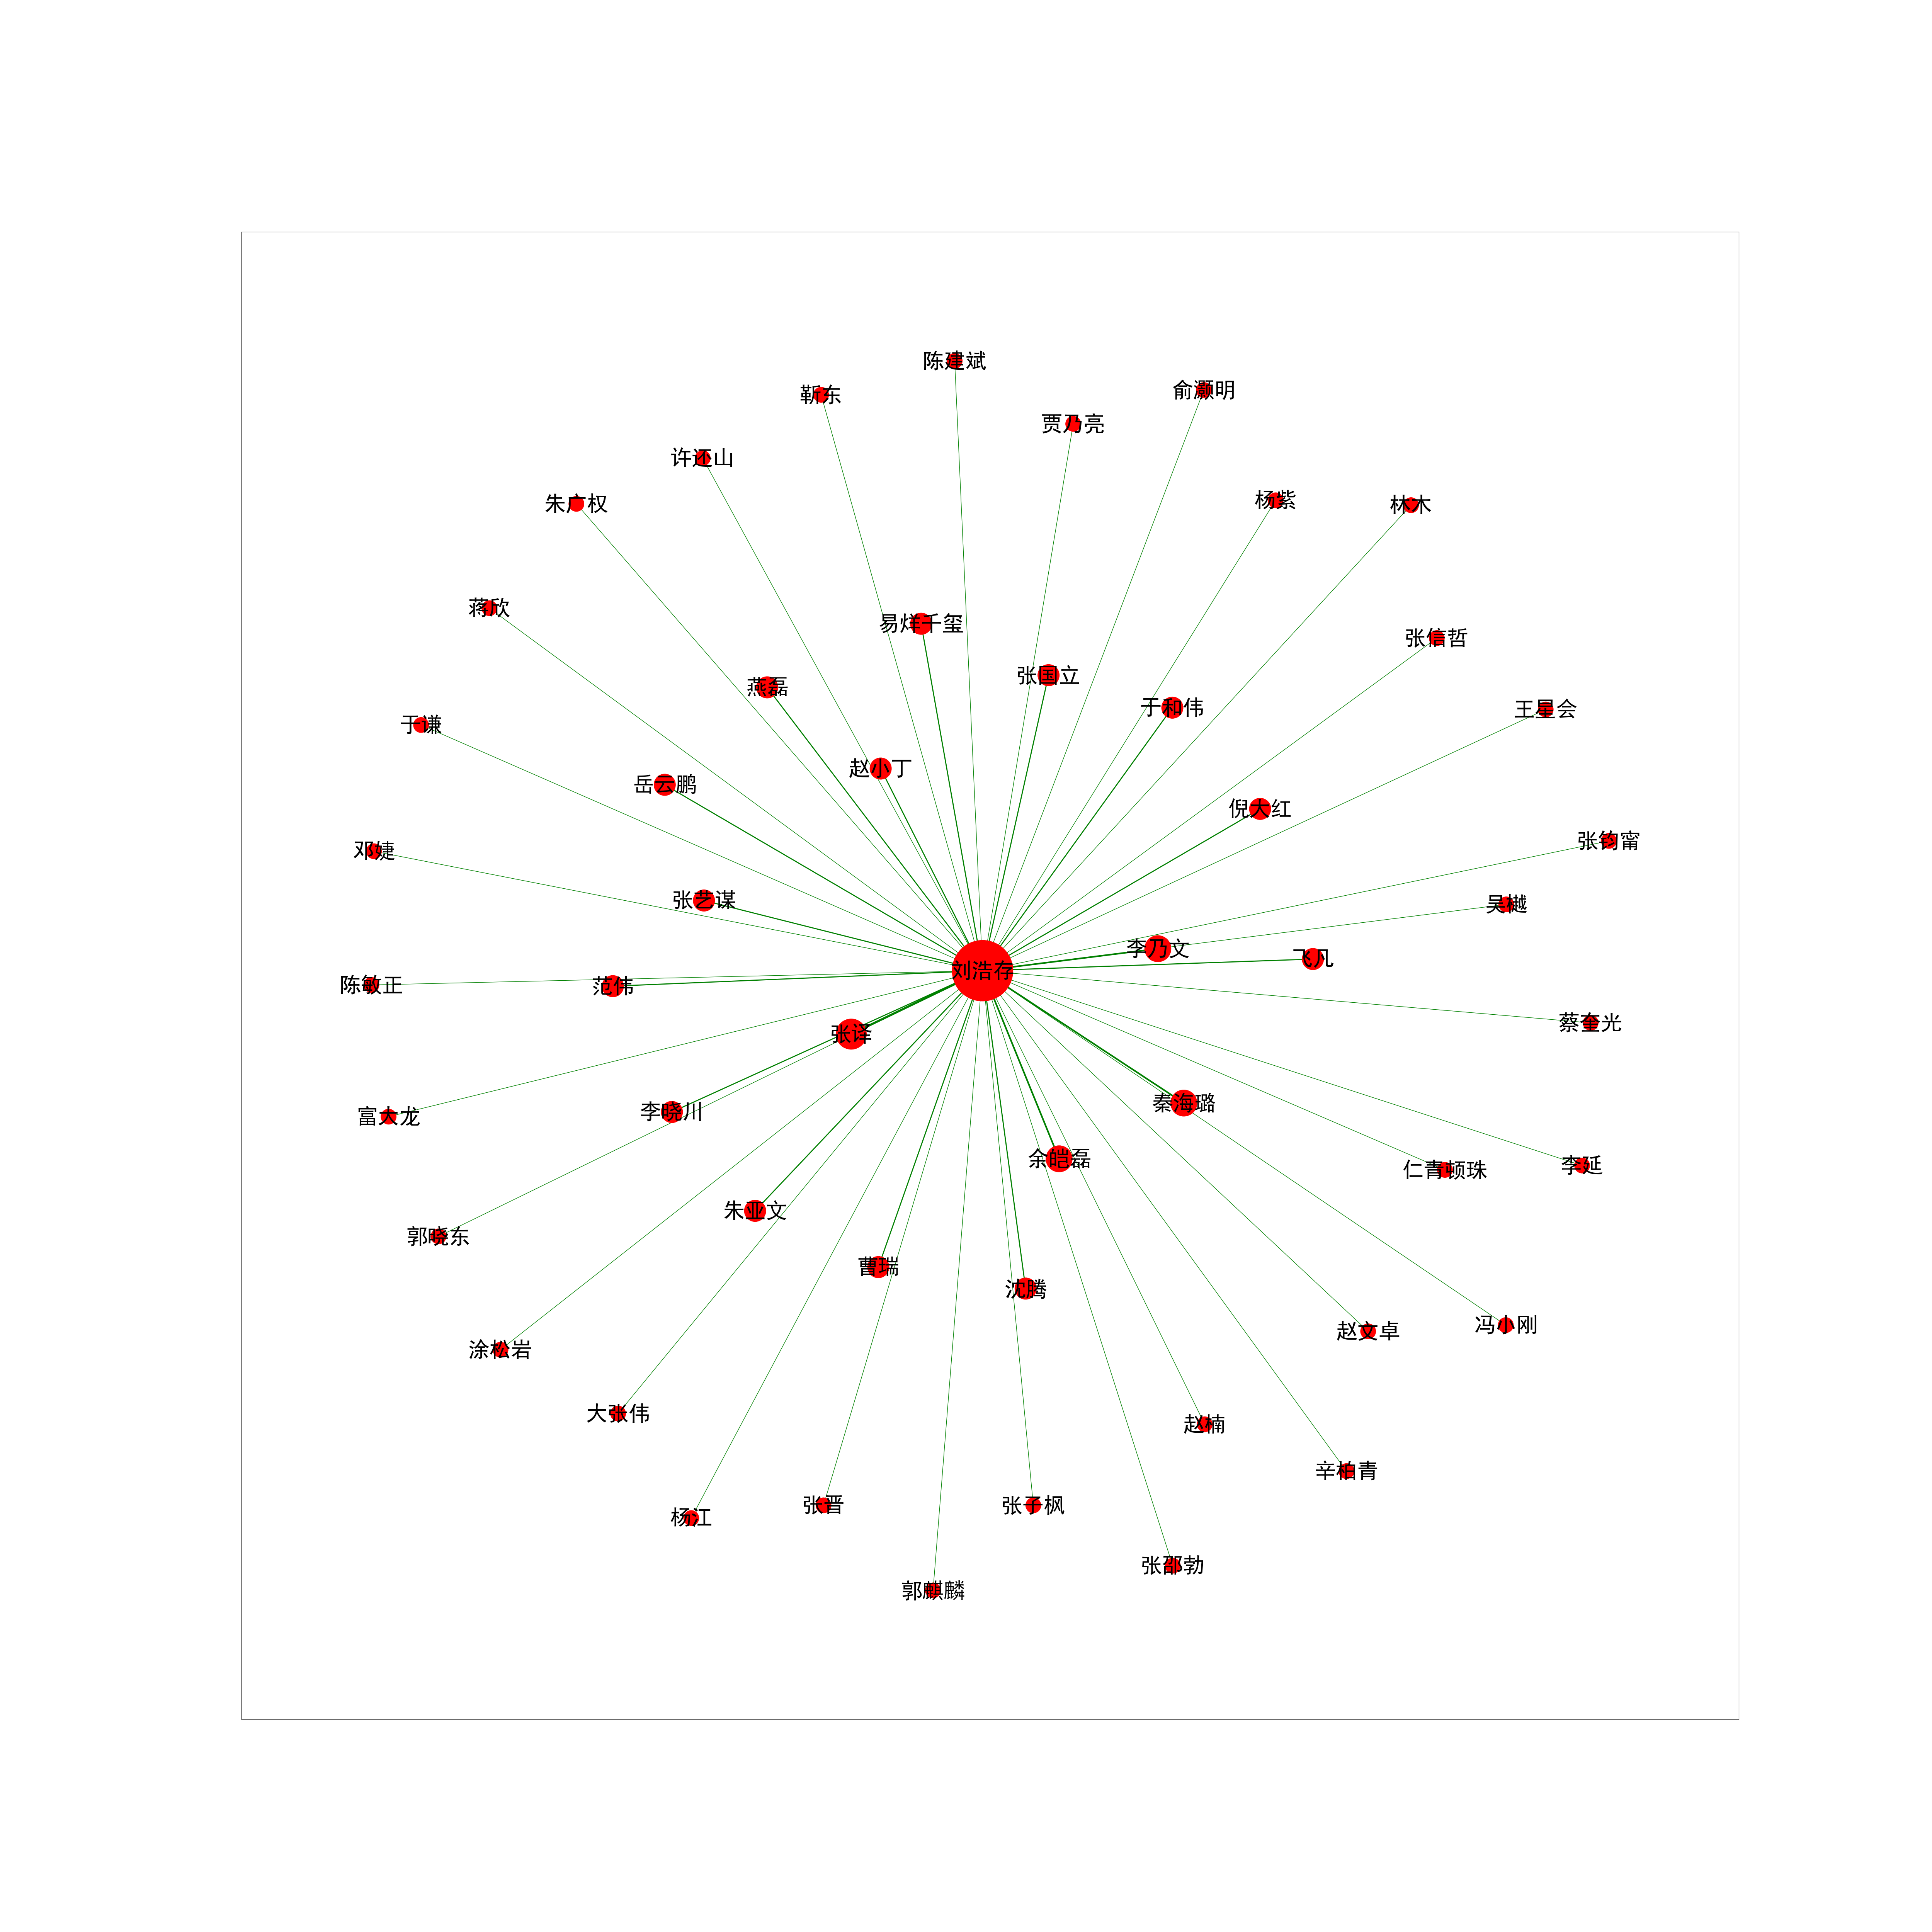 陈建斌
俞灏明
靳东
贾乃亮
许还山
杨紫
朱广权
林木
蒋欣
易烊千玺
张信哲
张国立
燕磊
于和伟
王星会
于谦
赵小丁
岳云鹏
倪大红
张钧甯
邓婕
张艺谋
吴樾
李乃文
飞凡
刘浩存
陈敏正
范伟
蔡奎光
张译
秦海璐
李晓川
富大龙
余皑磊
李延
仁青顿珠
朱亚文
郭晓东
曹瑞
沈腾
冯小刚
赵文卓
涂松岩
大张伟
赵楠
辛柏青
张晋
张子枫
杨江
张邵勃
郭麒麟